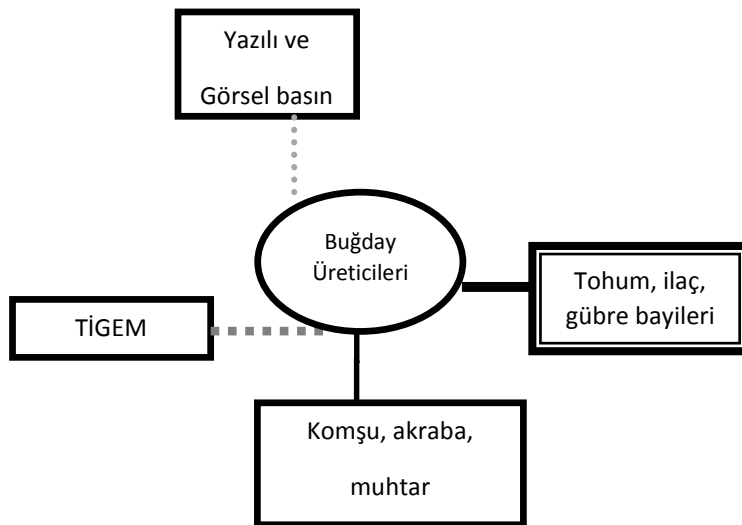 Yazılı ve
Görsel basın
Buğday
Üreticileri
Tohum, ilaç,
gübre bayileri
TİGEM
Komşu, akraba,
muhtar